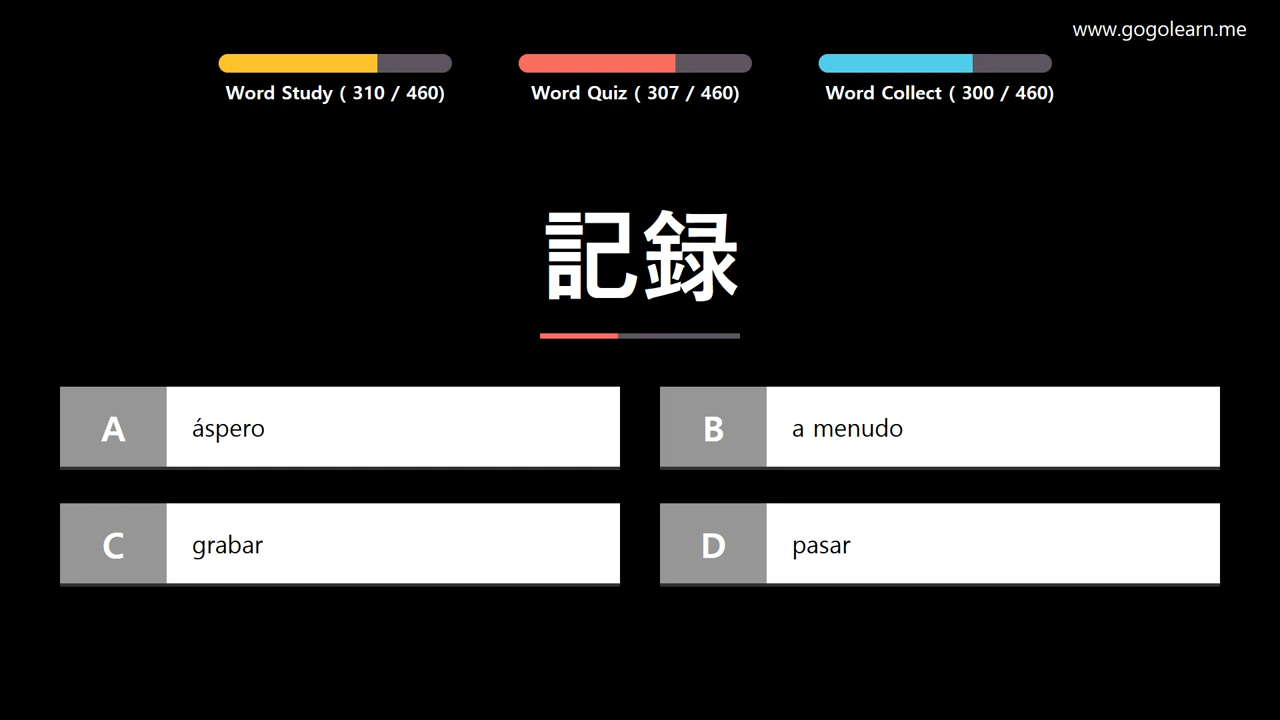 www.gogolearn.me
Word Study ( 310 / 460)
Word Quiz ( 307 / 460)
Word Collect ( 300 / 460)
記録
A áspero
B a menudo
C grabar
D pasar